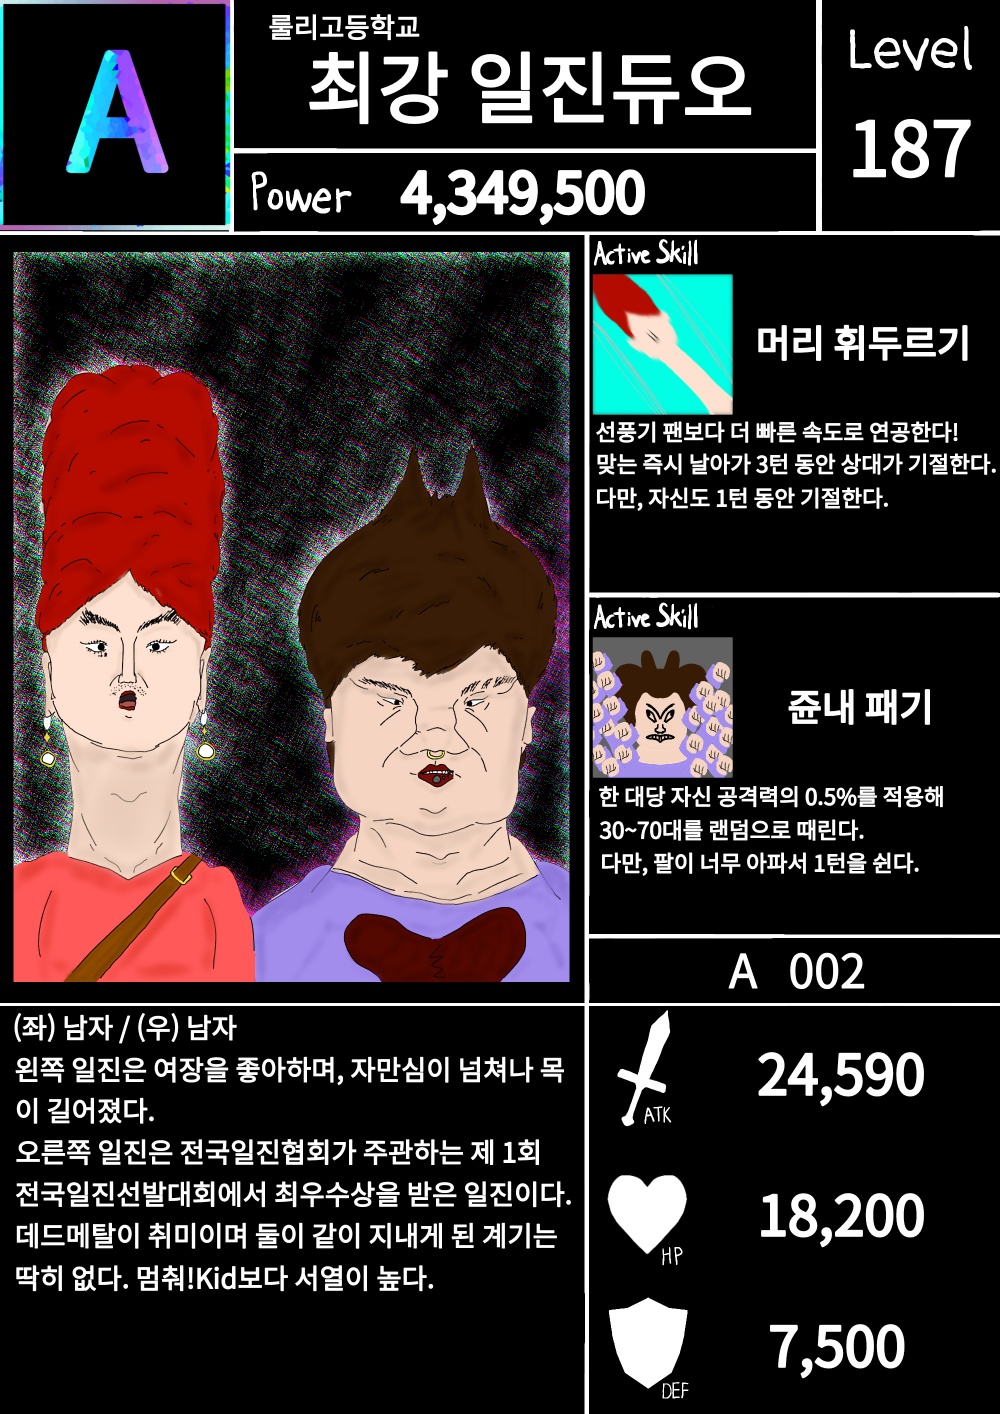 A
룰리고등학교
최강 일진듀오
Power 4,349,500
Level
187
Active Skill
머리 휘두르기
선풍기 팬보다 더 빠른 속도로 연공한다!
맞는 즉시 날아가 3턴 동안 상대가 기절한다.
다만, 자신도 1턴 동안 기절한다.
Active Skill
쥰내 패기
한 대당 자신 공격력의 0.5%를 적용해
30~70대를 랜덤으로 때린다.
다만, 팔이 너무 아파서 1턴을 쉰다.
A 002
(좌) 남자 / (우) 남자
왼쪽 일진은 여장을 좋아하며, 자만심이 넘쳐나 목
이 길어졌다.
오른쪽 일진은 전국일진협회가 주관하는 제 1회
전국일진선발대회에서 최우수상을 받은 일진이다.
데드메탈이 취미이며 둘이 같이 지내게 된 계기는
딱히 없다. 멈춰!Kid보다 서열이 높다.
ATK 24,590
HP 18,200
DEF 7,500